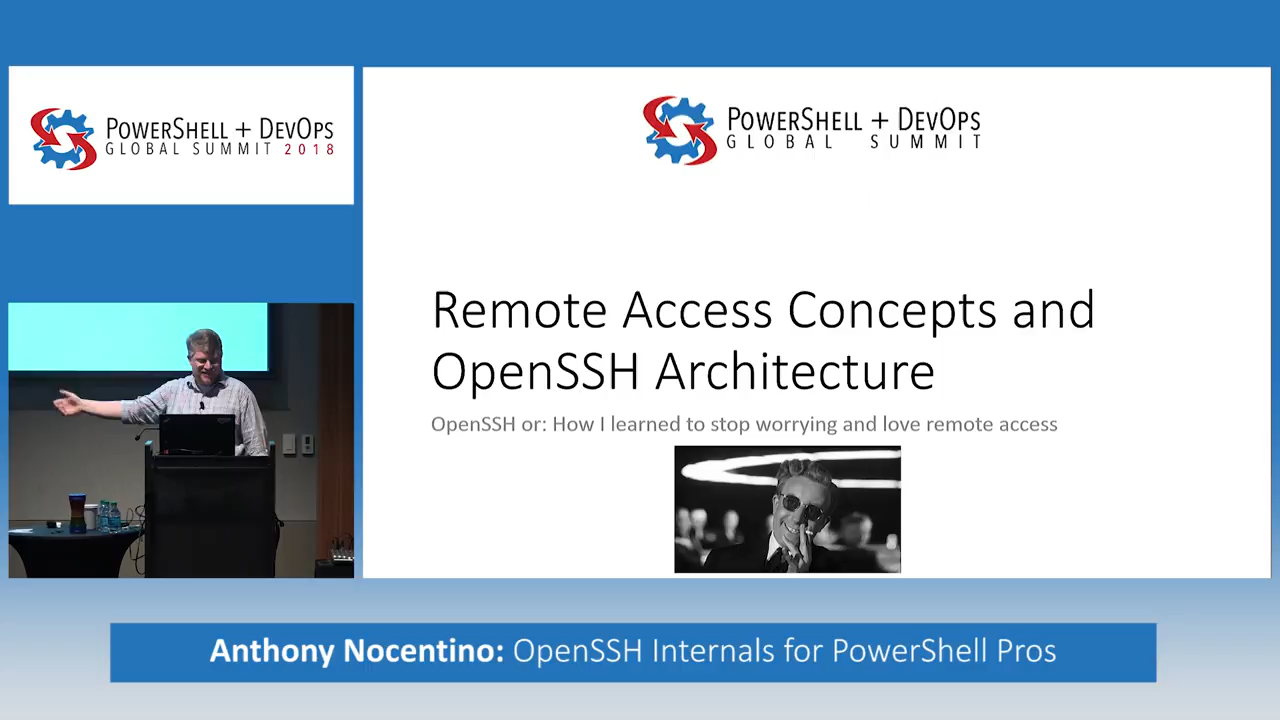 POWERSHELL + DEVOPS
GLOBAL SUMMIT 2018
POWERSHELL + DEVOPS
GLOBAL SUMMIT
Remote Access Concepts and
OpenSSH Architecture
OpenSSH or: How I learned to stop worrying and love remote access
Anthony Nocentino: OpenSSH Internals for PowerShell Pros